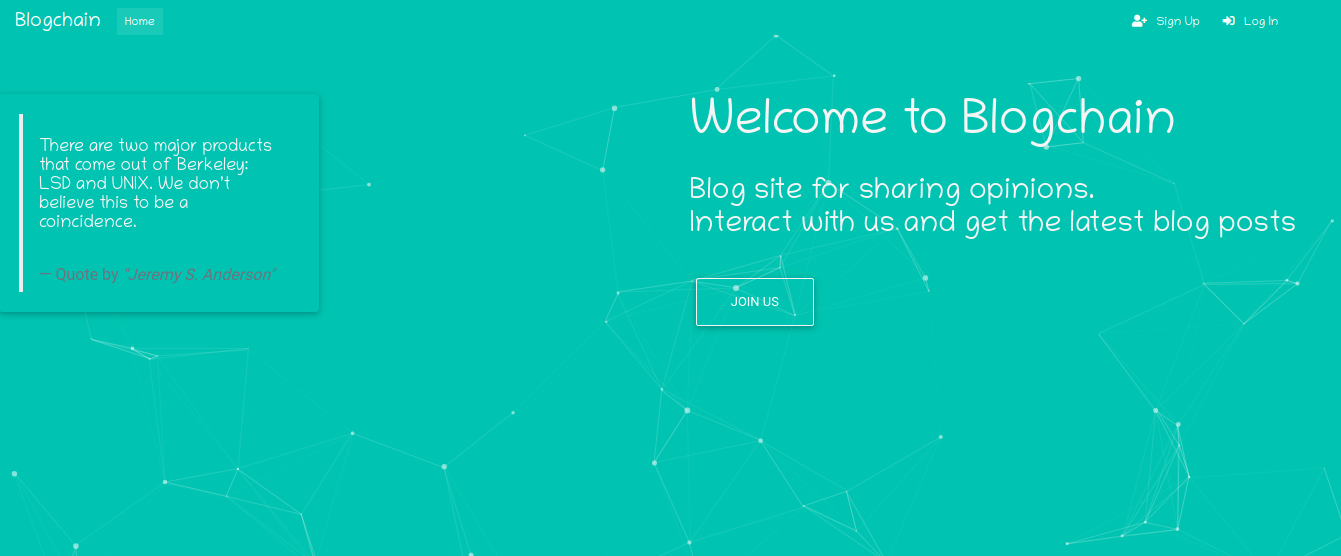 Blogchain Home Sign Up Log In
There are two major products
that come out of Berkeley:
LSD and UNIX. We don't
believe this to be a
coincidence.
— Quote by "Jeremy S. Anderson"
Welcome to Blogchain
Blog site for sharing opinions.
Interact with us and get the latest blog posts
JOIN US